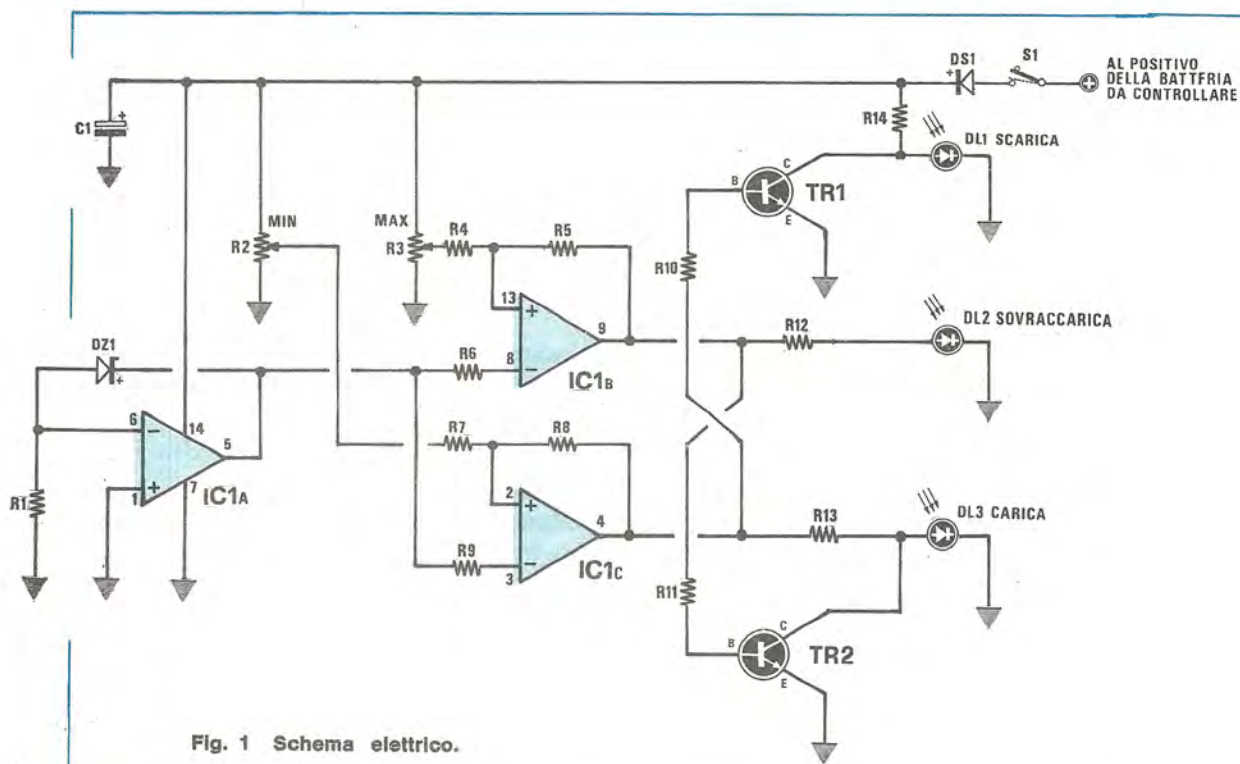 S1
DS1
AL POSITIVO
DELLA BATTFRIA
DA CONTROLLARE
C1
+
+
R14
DL1 SCARICA
C
B
TR1
E
MIN
R2
MAX
R3
R4
R5
R10
13
+
9
8
-
IC1B
R6
R12
DL2 SOVRACCARICA
DZ1
+
6
-
14
5
1
+
7
IC1A
R1
R7
R8
2
+
4
3
-
IC1C
R9
R13
DL3 CARICA
R11
C
B
TR2
E
Fig. 1 Schema elettrico.